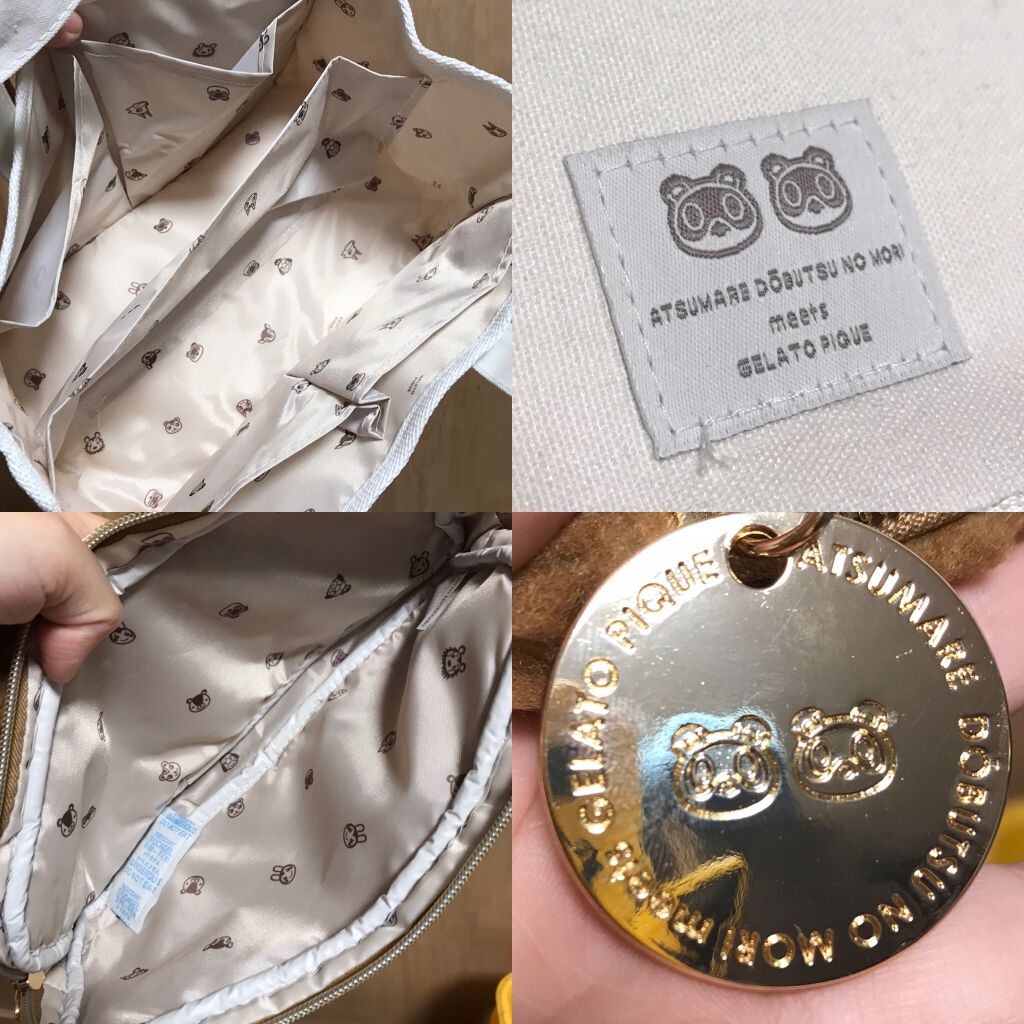 ATSUMARE DŌBUTSU NO MORI
meets
GELATO PIQUE
GELATO PIQUE ATSUMARE DŌBUTSU NO MORI meets